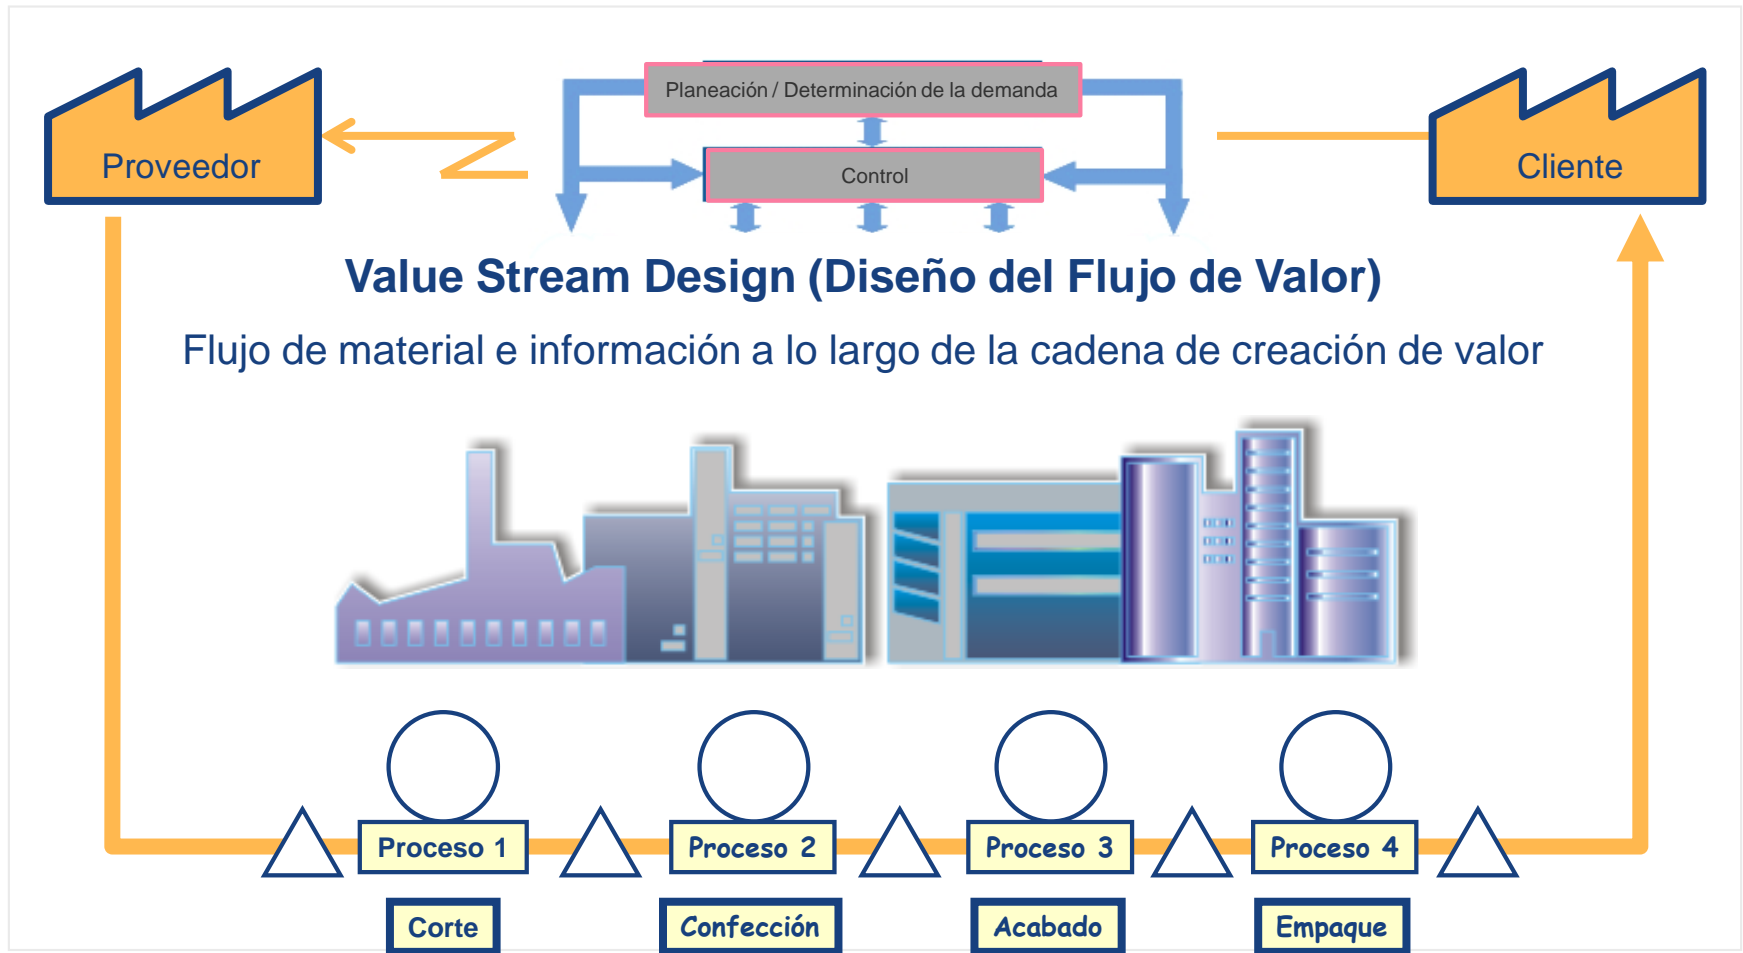 Planeación / Determinación de la demanda
Proveedor
Control
Cliente
Value Stream Design (Diseño del Flujo de Valor)
Flujo de material e información a lo largo de la cadena de creación de valor
Proceso 1
Proceso 2
Proceso 3
Proceso 4
Corte
Confección
Acabado
Empaque